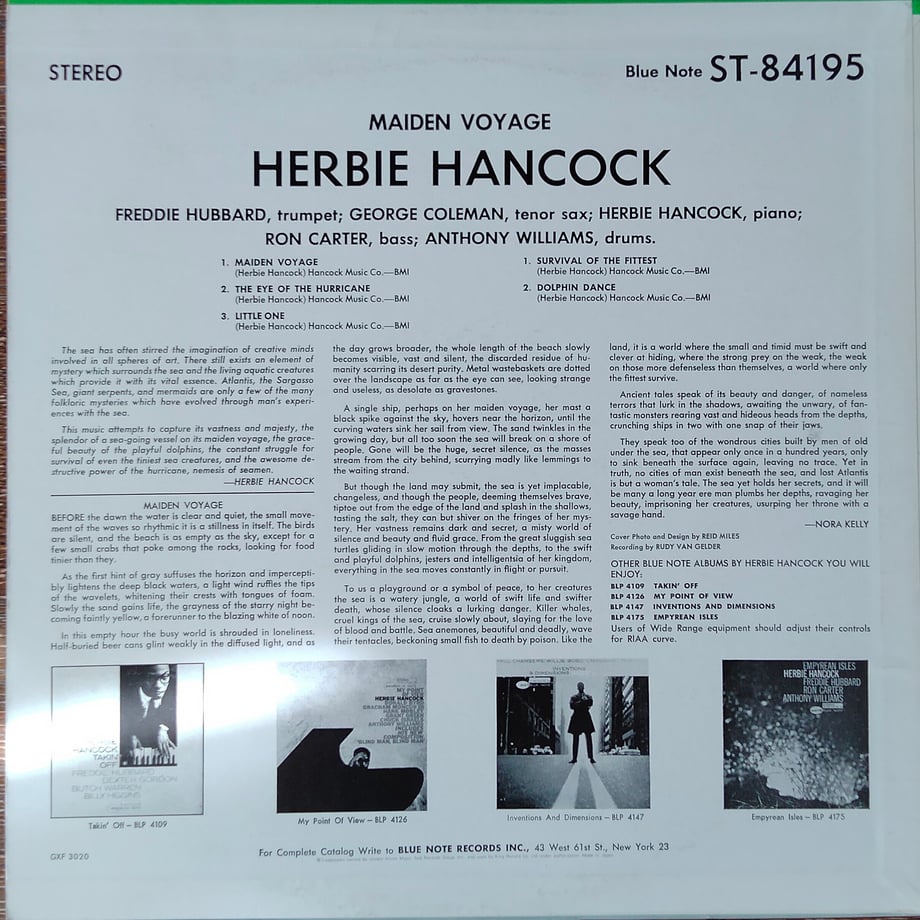 STEREO
Blue Note ST-84195
MAIDEN VOYAGE
HERBIE HANCOCK
FREDDIE HUBBARD, trumpet; GEORGE COLEMAN, tenor sax; HERBIE HANCOCK, piano;
RON CARTER, bass; ANTHONY WILLIAMS, drums.
1. MAIDEN VOYAGE
(Herbie Hancock) Hancock Music Co.—BMI
2. THE EYE OF THE HURRICANE
(Herbie Hancock) Hancock Music Co.—BMI
3. LITTLE ONE
(Herbie Hancock) Hancock Music Co.—BMI
1. SURVIVAL OF THE FITTEST
(Herbie Hancock) Hancock Music Co.—BMI
2. DOLPHIN DANCE
(Herbie Hancock) Hancock Music Co.—BMI
The sea has often stirred the imagination of creative minds
involved in all spheres of art. There still exists an element of
mystery which surrounds the sea and the living aquatic creatures
which provide it with its vital essence. Atlantis, the Sargasso
Sea, giant serpents, and mermaids are only a few of the many
folkloric mysteries which have evolved through man's experi-
ences with the sea.
This music attempts to capture its vastness and majesty, the
splendor of a sea-going vessel on its maiden voyage, the grace-
ful beauty of the playful dolphins, the constant struggle for
survival of even the tiniest sea creatures, and the awesome de-
structive power of the hurricane, nemesis of seamen.
—HERBIE HANCOCK
MAIDEN VOYAGE
BEFORE the dawn the water is clear and quiet, the small move-
ment of the waves so rhythmic it is a stillness in itself. The birds
are silent, and the beach is as empty as the sky, except for a
few small crabs that poke among the rocks, looking for food
tinier than they.
As the first hint of gray suffuses the horizon and impercepti-
bly lightens the deep black waters, a light wind ruffles the tips
of the wavelets, whitening their crests with tongues of foam.
Slowly the sand gains life, the grayness of the starry night be-
coming faintly yellow, a forerunner to the blazing white of noon.
In this empty hour the busy world is shrouded in loneliness.
Half-buried beer cans glint weakly in the diffused light, and as
the day grows broader, the whole length of the beach slowly
becomes visible, vast and silent, the discarded residue of hu-
manity scarring its desert purity. Metal wastebaskets are dotted
over the landscape as far as the eye can see, looking strange
and useless, as desolate as gravestones.
A single ship, perhaps on her maiden voyage, her mast a
black spike against the sky, hovers near the horizon, until the
curving waters sink her sail from view. The sand twinkles in the
growing day, but all too soon the sea will break on a shore of
people. Gone will be the huge, secret silence, as the masses
stream from the city behind, scurrying madly like lemmings to
the waiting strand.
But though the land may submit, the sea is yet implacable,
changeless, and though the people, deeming themselves brave,
tiptoe out from the edge of the land and splash in the shallows,
tasting the salt, they can but shiver on the fringes of her mys-
tery. Her vastness remains dark and secret, a misty world of
silence and beauty and fluid grace. From the great sluggish sea
turtles gliding in slow motion through the depths, to the swift
and playful dolphins, jesters and intelligentsia of her kingdom,
everything in the sea moves constantly in flight or pursuit.
To us a playground or a symbol of peace, to her creatures
the sea is a watery jungle, a world of swift life and swifter
death, whose silence cloaks a lurking danger. Killer whales,
cruel kings of the sea, cruise slowly about, slaying for the love
of blood and battle. Sea anemones, beautiful and deadly, wave
their tentacles, beckoning small fish to death by poison. Like the
land, it is a world where the small and timid must be swift and
clever at hiding, where the strong prey on the weak, the weak
on those more defenseless than themselves, a world where only
the fittest survive.
Ancient tales speak of its beauty and danger, of nameless
terrors that lurk in the shadows, awaiting the unwary, of fan-
tastic monsters rearing vast and hideous heads from the depths,
crunching ships in two with one snap of their jaws.
They speak too of the wondrous cities built by men of old
under the sea, that appear only once in a hundred years, only
to sink beneath the surface again, leaving no trace. Yet in
truth, no cities of man exist beneath the sea, and lost Atlantis
is but a woman's tale. The sea yet holds her secrets, and it will
be many a long year ere man plumbs her depths, ravaging her
beauty, imprisoning her creatures, usurping her throne with a
savage hand.
—NORA KELLY
Cover Photo and Design by REID MILES
Recording by RUDY VAN GELDER
OTHER BLUE NOTE ALBUMS BY HERBIE HANCOCK YOU WILL
ENJOY:
BLP 4109 TAKIN' OFF
BLP 4126 MY POINT OF VIEW
BLP 4147 INVENTIONS AND DIMENSIONS
BLP 4175 EMPYREAN ISLES
Users of Wide Range equipment should adjust their controls
for RIAA curve.
HANCOCK
TAKIN'
OFF
FREDDIE HUBBARD
DEXTER GORDON
BUTCH WARREN
BILLY HIGGINS
MY POINT
OF VIEW
HERBIE HANCOCK
DONALD BYRD
GRACHAN MONCUR III
HANK MOBLEY
GRANT GREEN
CHUCK ISRAELS
ANTHONY WILLIAMS
INCLUDES
HIS NEW
COMPOSITION
'BLIND MAN, BLIND MAN'
INVENTIONS
& DIMENSIONS
EMPYREAN ISLES
HERBIE HANCOCK
FREDDIE HUBBARD
RON CARTER
ANTHONY WILLIAMS
Takin' Off – BLP 4109
My Point Of View – BLP 4126
Inventions And Dimensions – BLP 4147
Empyrean Isles – BLP 4175
GXF 3020
For Complete Catalog Write to BLUE NOTE RECORDS INC., 43 West 61st St., New York 23